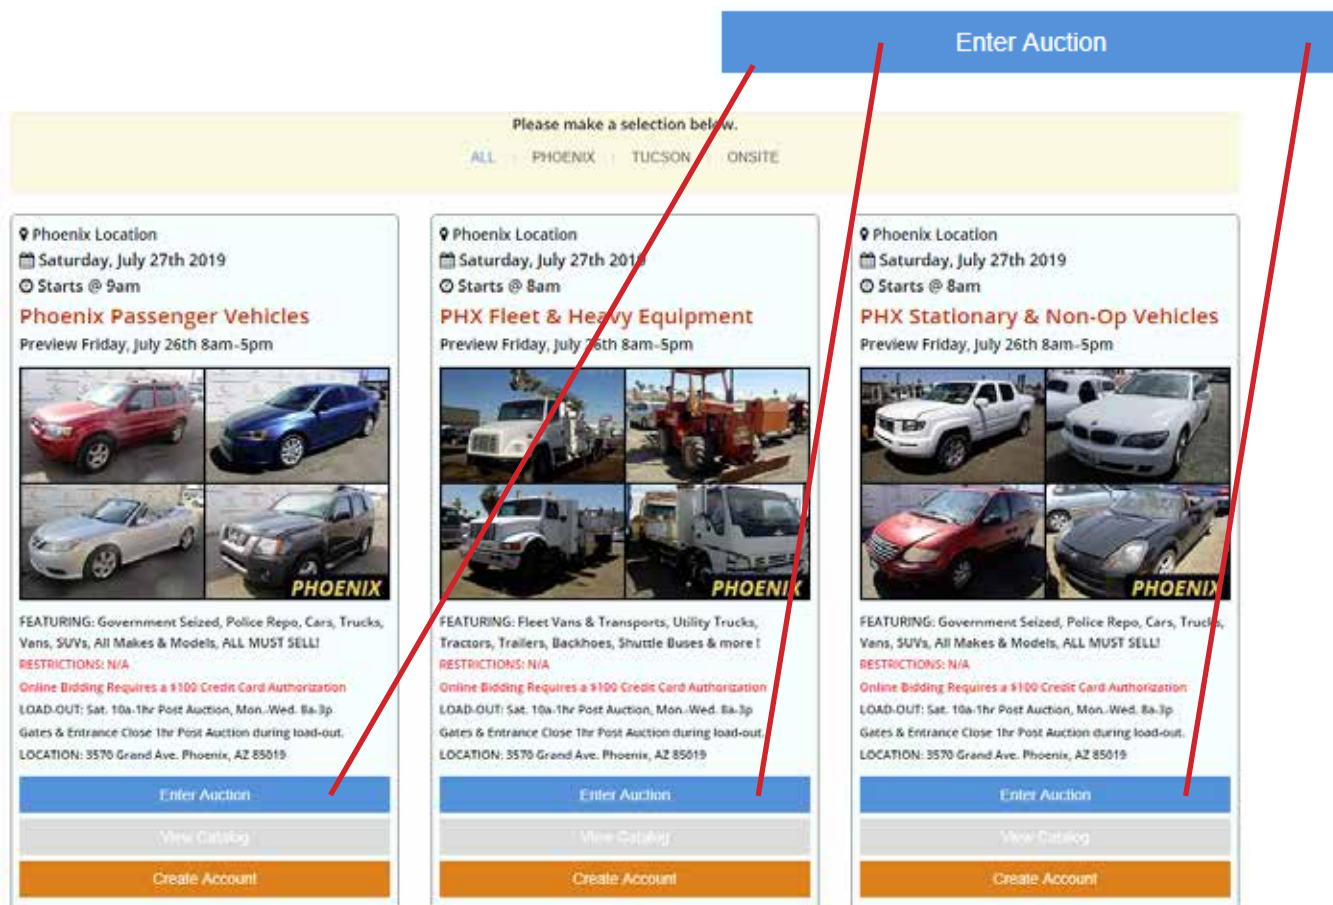 Enter Auction
Please make a selection below.
ALL PHOENIX TUCSON ONSITE
Phoenix Location
Saturday, July 27th 2019
Starts @ 9am
Phoenix Passenger Vehicles
Preview Friday, July 26th 8am-5pm
PHOENIX
FEATURING: Government Seized, Police Repo, Cars, Trucks,
Vans, SUVs, All Makes & Models, ALL MUST SELL!
RESTRICTIONS: N/A
Online Bidding Requires a $100 Credit Card Authorization
LOAD-OUT: Sat. 10a-1hr Post Auction, Mon.-Wed. 8a-3p
Gates & Entrance Close 1hr Post Auction during load-out.
LOCATION: 3570 Grand Ave. Phoenix, AZ 85019
Enter Auction
View Catalog
Create Account
Phoenix Location
Saturday, July 27th 2019
Starts @ 8am
PHX Fleet & Heavy Equipment
Preview Friday, July 26th 8am-5pm
PHOENIX
FEATURING: Fleet Vans & Transports, Utility Trucks,
Tractors, Trailers, Backhoes, Shuttle Buses & more !
RESTRICTIONS: N/A
Online Bidding Requires a $100 Credit Card Authorization
LOAD-OUT: Sat. 10a-1hr Post Auction, Mon.-Wed. 8a-3p
Gates & Entrance Close 1hr Post Auction during load-out.
LOCATION: 3570 Grand Ave. Phoenix, AZ 85019
Enter Auction
View Catalog
Create Account
Phoenix Location
Saturday, July 27th 2019
Starts @ 8am
PHX Stationary & Non-Op Vehicles
Preview Friday, July 26th 8am-5pm
PHOENIX
FEATURING: Government Seized, Police Repo, Cars, Trucks,
Vans, SUVs, All Makes & Models, ALL MUST SELL!
RESTRICTIONS: N/A
Online Bidding Requires a $100 Credit Card Authorization
LOAD-OUT: Sat. 10a-1hr Post Auction, Mon.-Wed. 8a-3p
Gates & Entrance Close 1hr Post Auction during load-out.
LOCATION: 3570 Grand Ave. Phoenix, AZ 85019
Enter Auction
View Catalog
Create Account